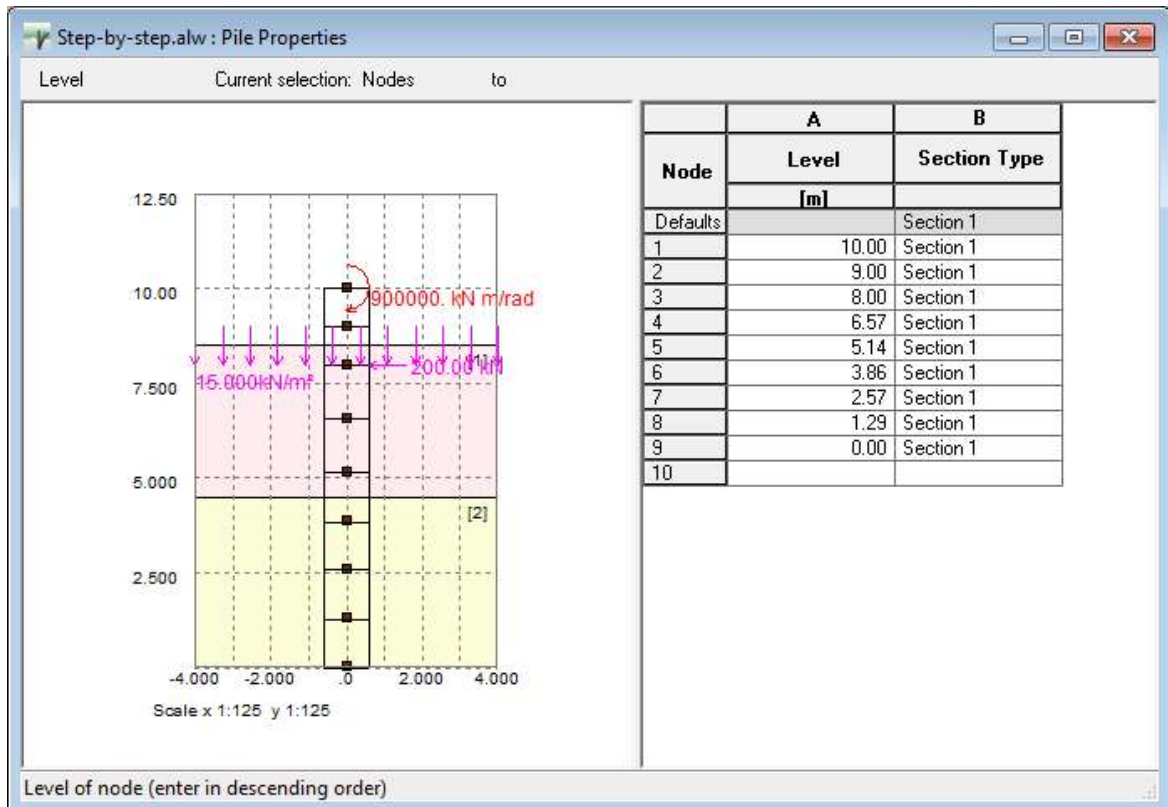 Step-by-step.alw : Pile Properties
Level Current selection: Nodes to
12.50
10.00
7.500
5.000
2.500
-4.000 -2.000 .0 2.000 4.000
Scale x 1:125 y 1:125
900000. kN m/rad
[1]
200.00 kN
15.000kN/m²
[2]
A B
Node Level Section Type
[m]
Defaults Section 1
1 10.00 Section 1
2 9.00 Section 1
3 8.00 Section 1
4 6.57 Section 1
5 5.14 Section 1
6 3.86 Section 1
7 2.57 Section 1
8 1.29 Section 1
9 0.00 Section 1
10
Level of node (enter in descending order)